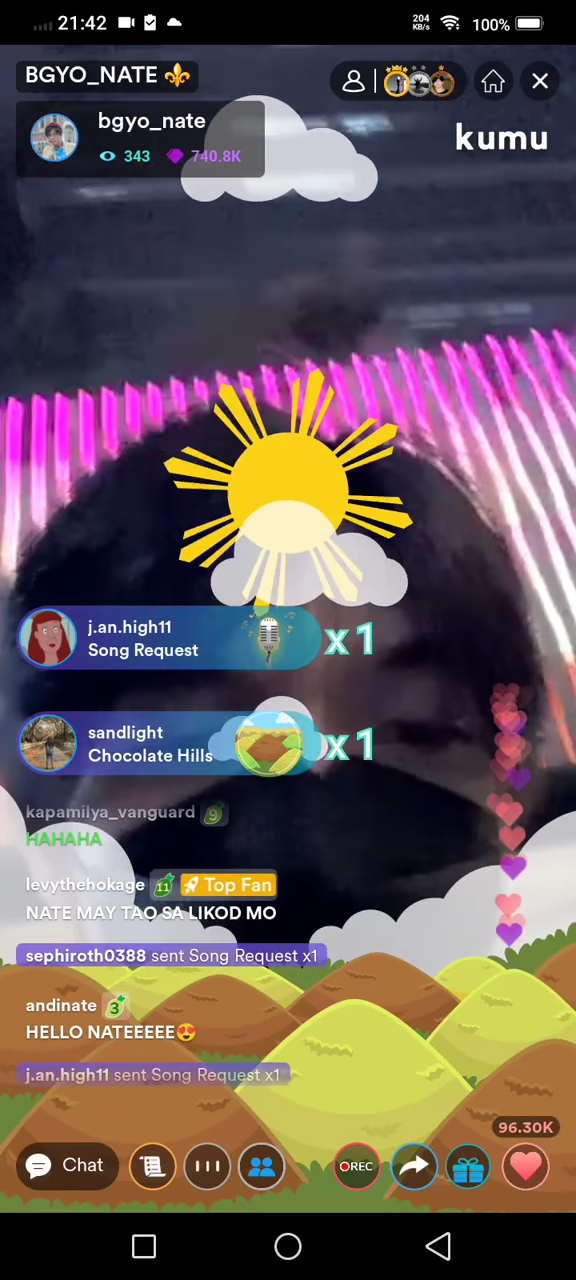 21:42
204
KB/s
100%
BGYO_NATE ⚜️
bgyo_nate
343
740.8K
kumu
j.an.high11
Song Request
x 1
sandlight
Chocolate Hills
x 1
kapamilya_vanguard 9
HAHAHA
levythehokage 11 Top Fan
NATE MAY TAO SA LIKOD MO
sephiroth0388 sent Song Request x1
andinate 3
HELLO NATEEEEE😍
j.an.high11 sent Song Request x1
96.30K
Chat
REC